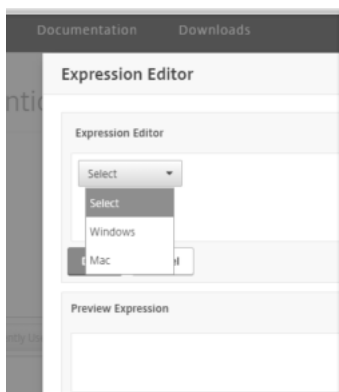 Documentation Downloads
Expression Editor
Expression Editor
Select
Select
Windows
Mac
Preview Expression